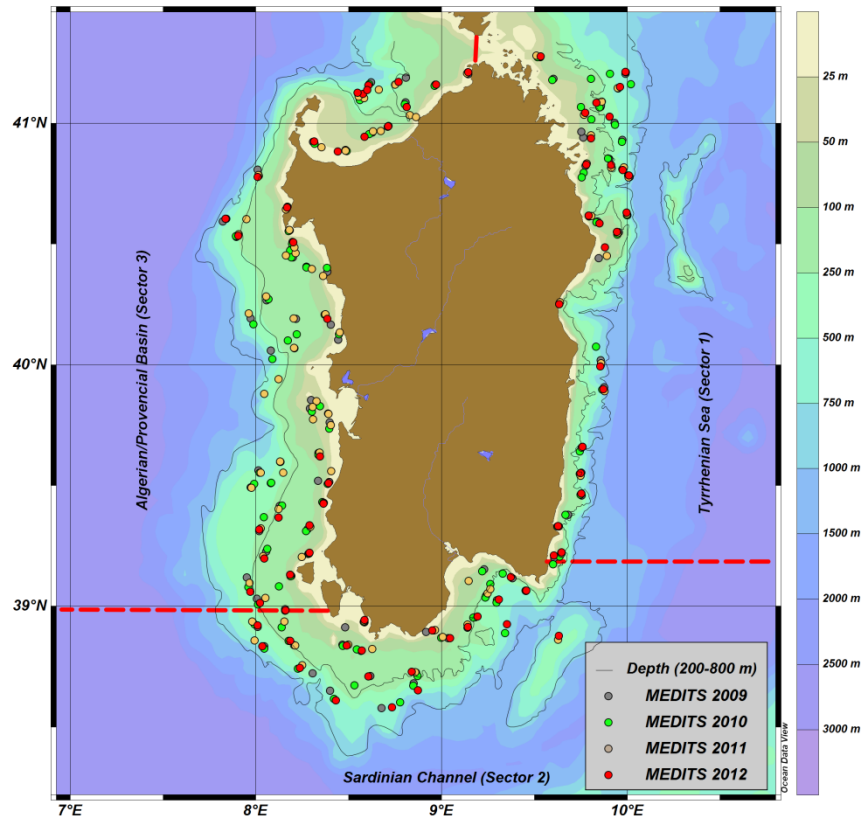 41°N
40°N
39°N
7°E
8°E
9°E
10°E
Algerian/Provencial Basin (Sector 3)
Tyrrhenian Sea (Sector 1)
Sardinian Channel (Sector 2)
Depth (200-800 m)
MEDITS 2009
MEDITS 2010
MEDITS 2011
MEDITS 2012
Ocean Data View
25 m
50 m
100 m
250 m
500 m
750 m
1000 m
1500 m
2000 m
2500 m
3000 m